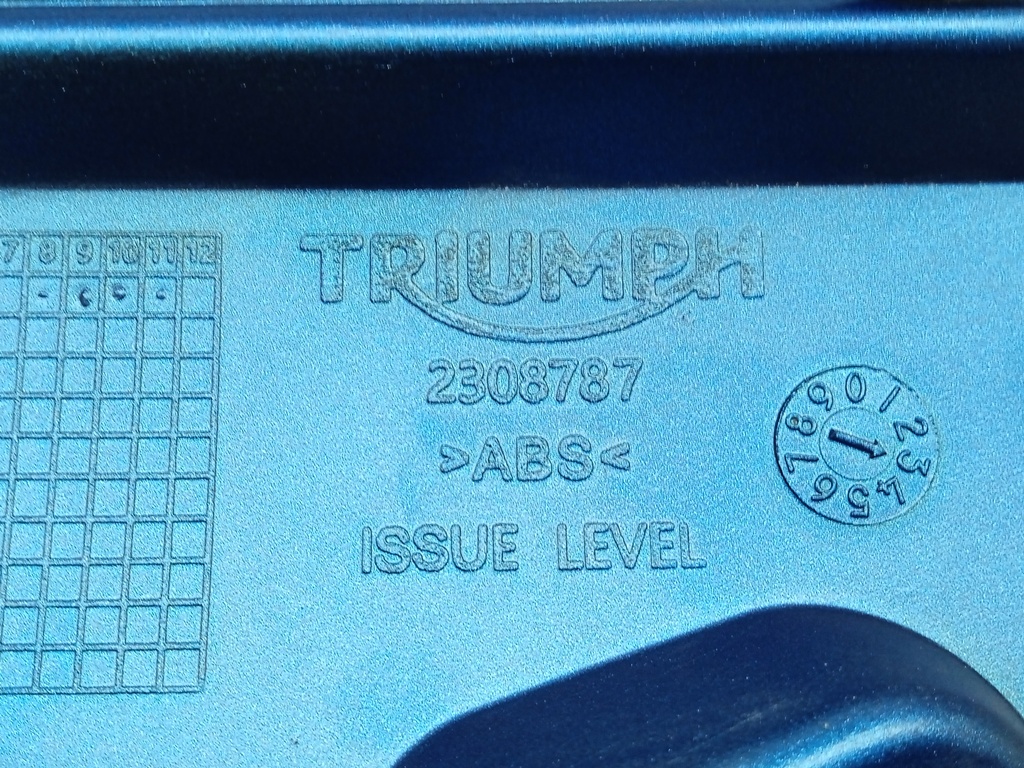 7 8 9 10 11 12
TRIUMPH
2308787
>ABS<
ISSUE LEVEL
0 1 2 3 4 5 6 7 8 9